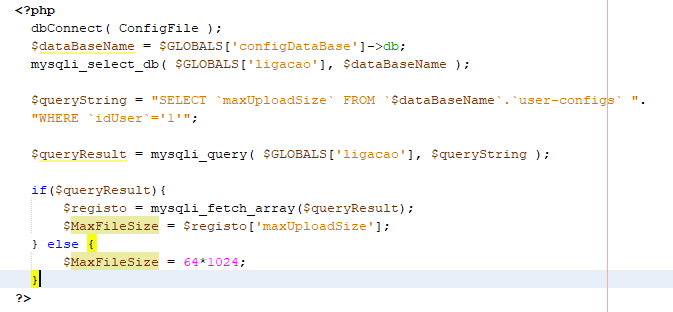 <?php
dbConnect( ConfigFile );
$dataBaseName = $GLOBALS['configDataBase']->db;
mysqli_select_db( $GLOBALS['ligacao'], $dataBaseName );
$queryString = "SELECT `maxUploadSize` FROM `$dataBaseName`.`user-configs` ".
"WHERE `idUser`='1'";
$queryResult = mysqli_query( $GLOBALS['ligacao'], $queryString );
if($queryResult){
$registo = mysqli_fetch_array($queryResult);
$MaxFileSize = $registo['maxUploadSize'];
} else {
$MaxFileSize = 64*1024;
}
?>